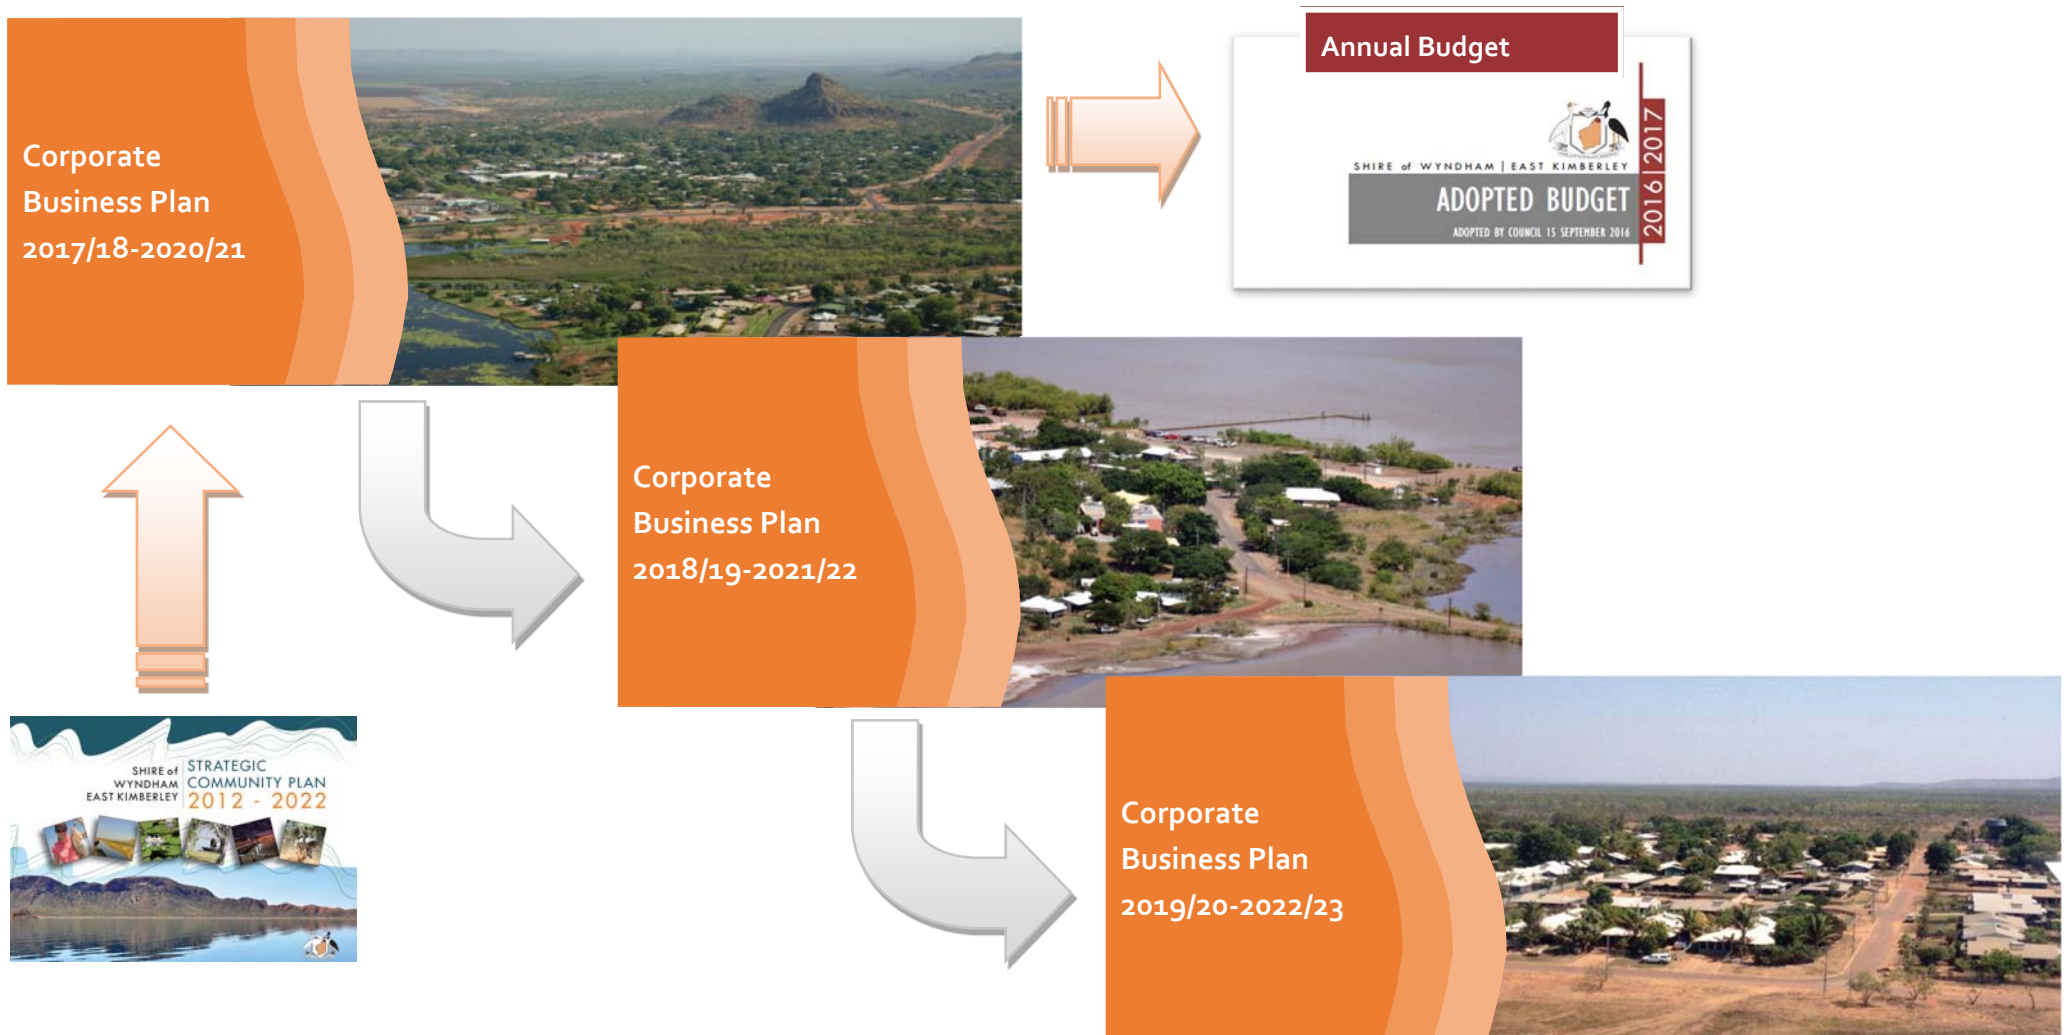 Corporate
Business Plan
2017/18-2020/21
Annual Budget
SHIRE of WYNDHAM | EAST KIMBERLEY
ADOPTED BUDGET
ADOPTED BY COUNCIL 15 SEPTEMBER 2016
2016|2017
Corporate
Business Plan
2018/19-2021/22
SHIRE of
WYNDHAM
EAST KIMBERLEY
STRATEGIC
COMMUNITY PLAN
2012 - 2022
Corporate
Business Plan
2019/20-2022/23